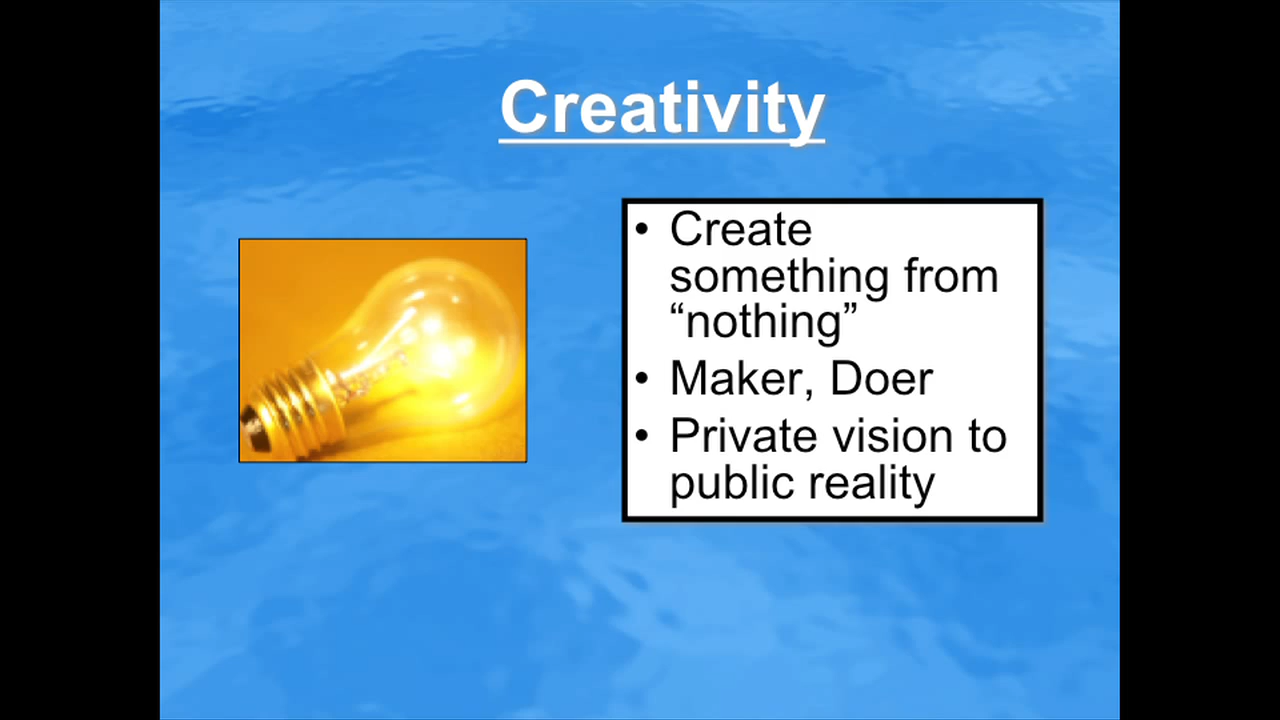 Creativity
• Create
something from
“nothing”
• Maker, Doer
• Private vision to
public reality